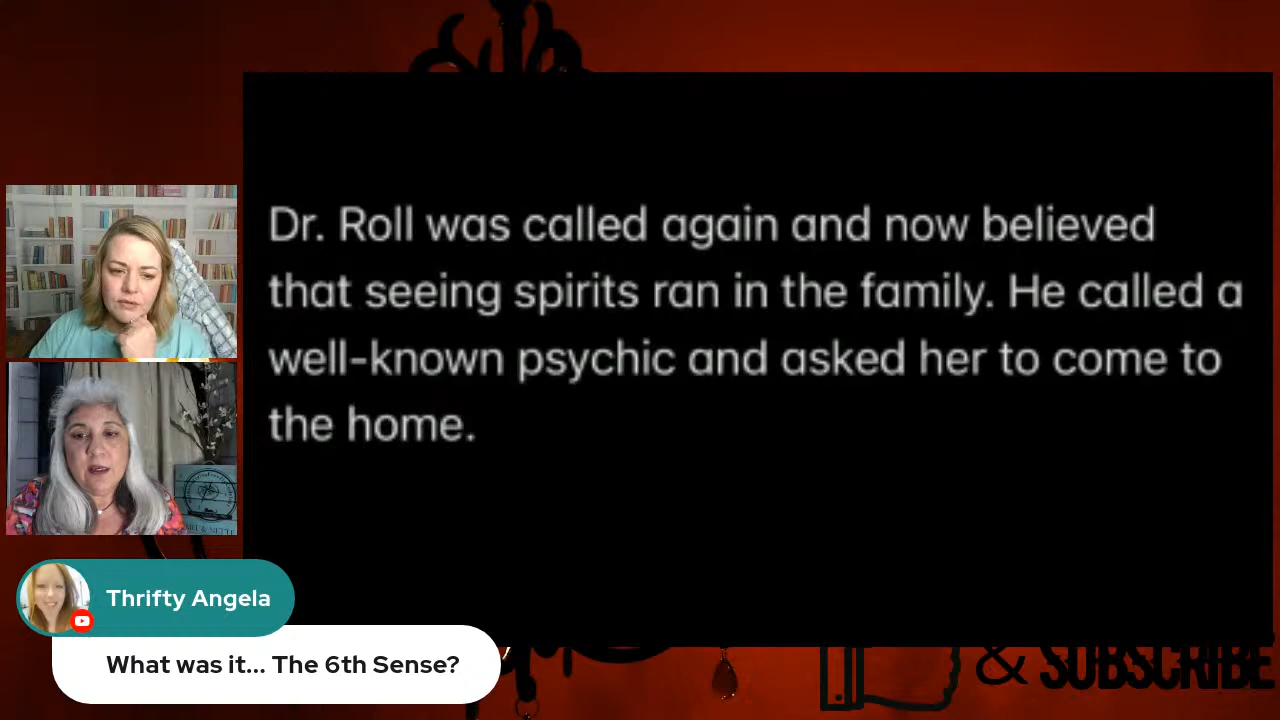 Dr. Roll was called again and now believed
that seeing spirits ran in the family. He called a
well-known psychic and asked her to come to
the home.
Thrifty Angela
What was it... The 6th Sense?
& SUBSCRIBE